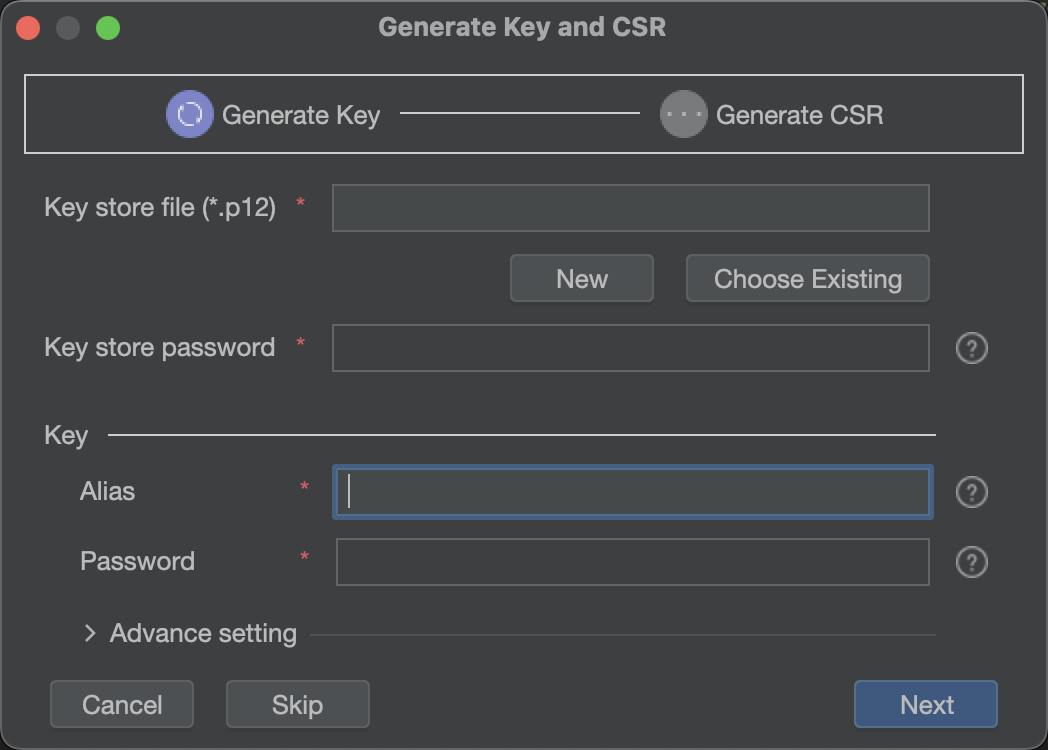 Generate Key and CSR
Generate Key
··· Generate CSR
Key store file (*.p12) *
New
Choose Existing
Key store password *
?
Key
Alias *
?
Password *
?
> Advance setting
Cancel
Skip
Next